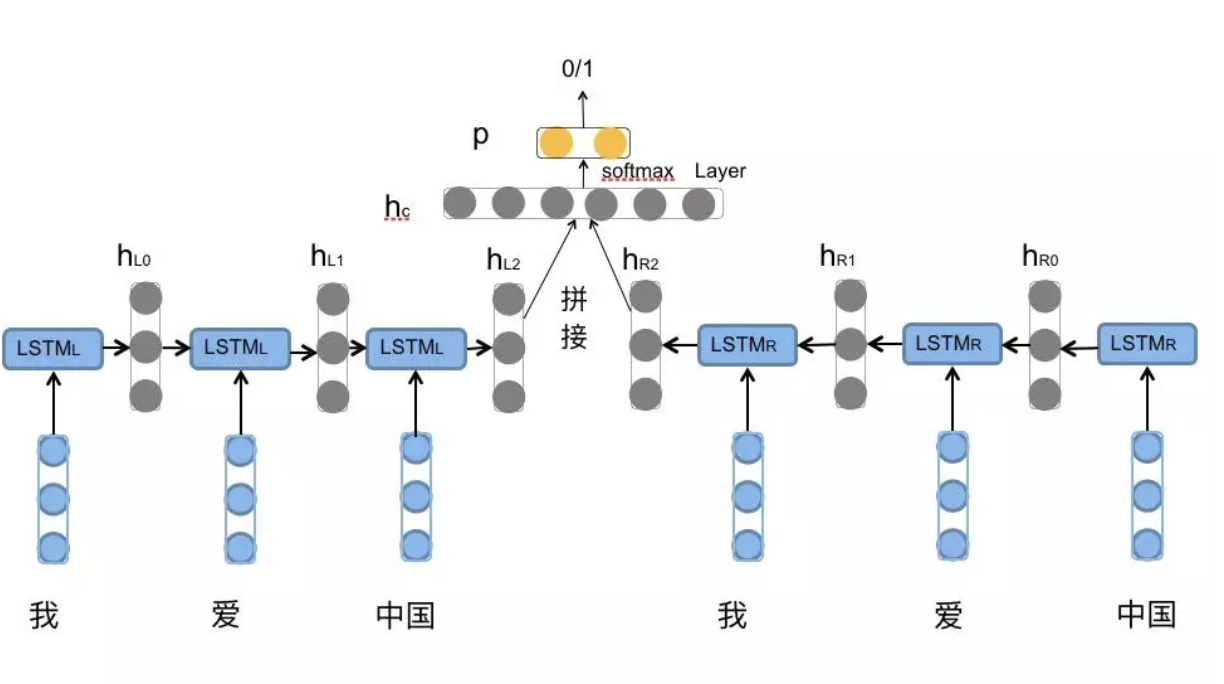 0/1
p
softmax Layer
hc
hL0 hL1 hL2 hR2 hR1 hR0
拼
接
LSTML LSTML LSTML LSTMR LSTMR LSTMR
我 爱 中国 我 爱 中国